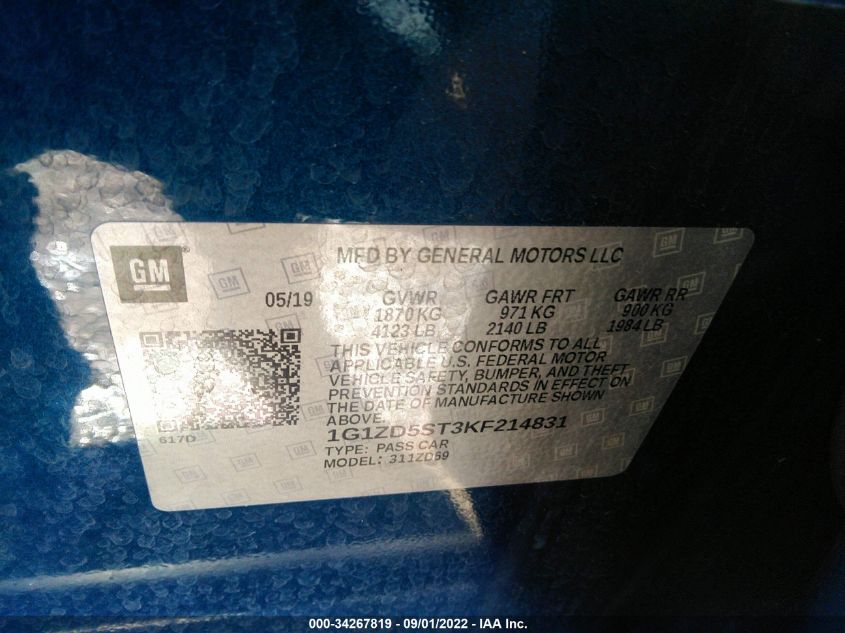 GM
MFD BY GENERAL MOTORS LLC
05/19 GVWR GAWR FRT GAWR RR
1870 KG 971 KG 900 KG
4123 LB 2140 LB 1984 LB
THIS VEHICLE CONFORMS TO ALL
APPLICABLE U.S. FEDERAL MOTOR
VEHICLE SAFETY, BUMPER, AND THEFT
PREVENTION STANDARDS IN EFFECT ON
THE DATE OF MANUFACTURE SHOWN
ABOVE.
617D
1G1ZD5ST3KF214831
TYPE: PASS CAR
MODEL: 311ZD69
000-34267819 - 09/01/2022 - IAA Inc.